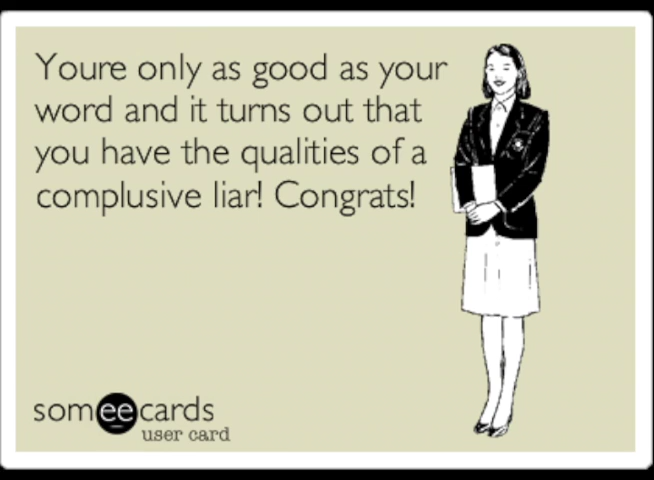 Youre only as good as your
word and it turns out that
you have the qualities of a
complusive liar! Congrats!
someecards
user card